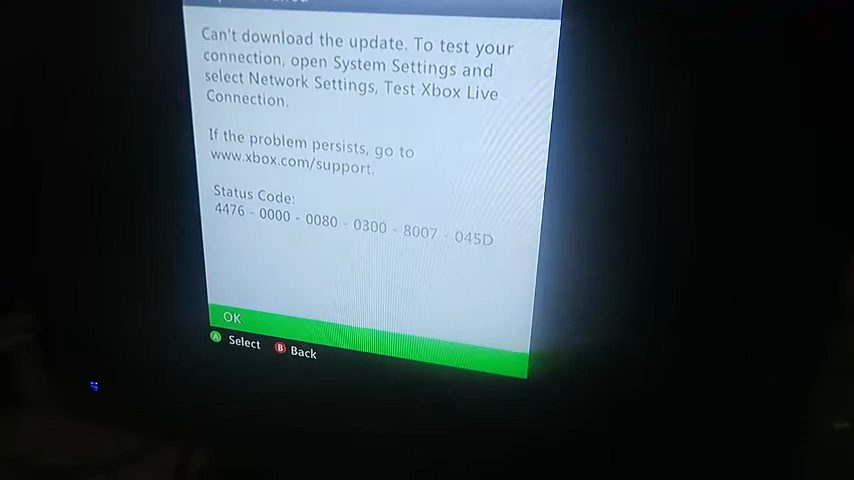 Can't download the update. To test your
connection, open System Settings and
select Network Settings, Test Xbox Live
Connection.
If the problem persists, go to
www.xbox.com/support.
Status Code:
4476 - 0000 - 0080 - 0300 - 8007 - 045D
OK
A Select B Back